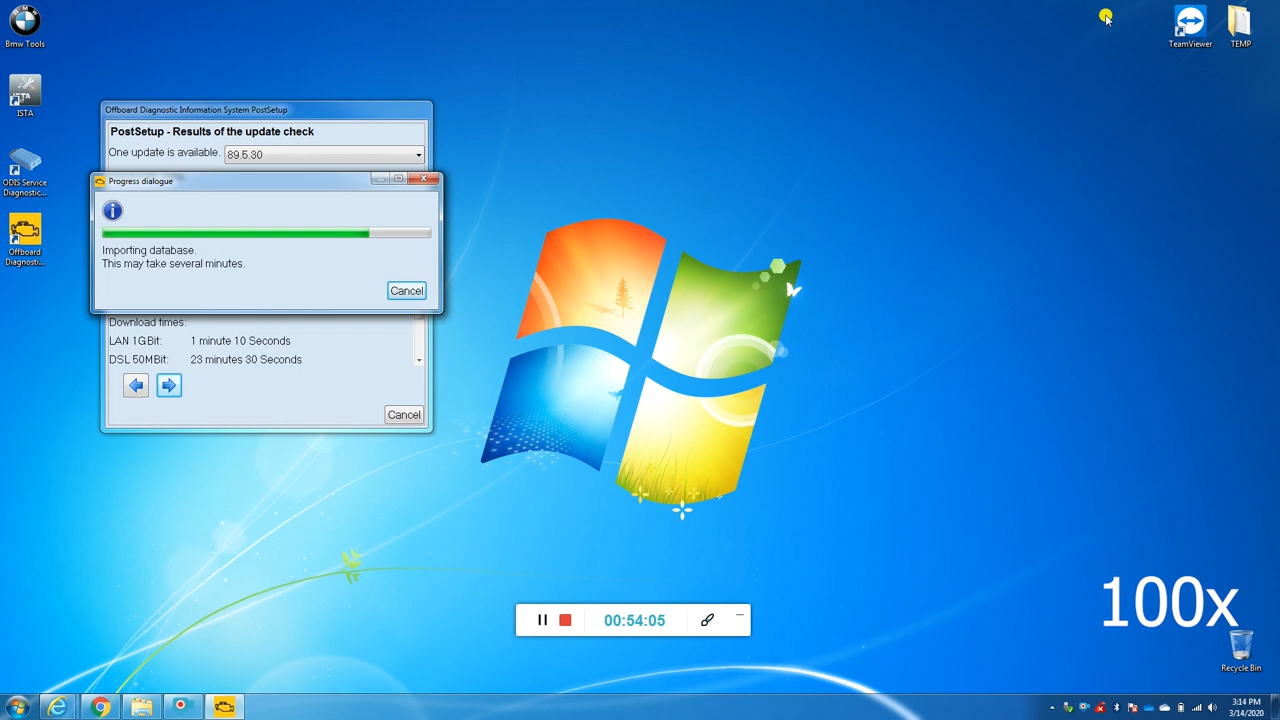 Bmw Tools
ISTA
ISTA
ODIS Service
Diagnostic...
Offboard
Diagnosti...
TeamViewer
TEMP
Offboard Diagnostic Information System PostSetup
PostSetup - Results of the update check
One update is available. 89.5.30
Progress dialogue
Importing database.
This may take several minutes.
Cancel
Download times:
LAN 1GBit: 1 minute 10 Seconds
DSL 50MBit: 23 minutes 30 Seconds
Cancel
00:54:05
100x
Recycle Bin
3:14 PM
3/14/2020